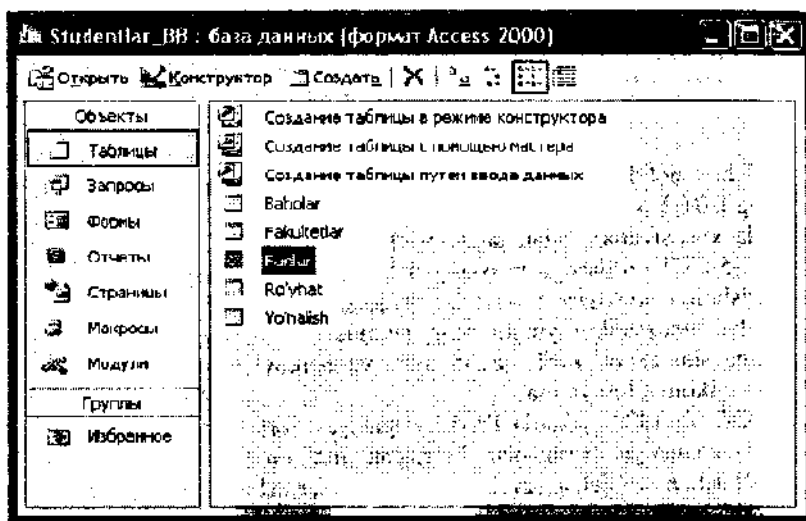 Studentlar_BB : база данных (формат Access 2000)
Открыть Конструктор Создать
Объекты
Таблицы
Запросы
Формы
Отчеты
Страницы
Макросы
Модули
Группы
Избранное
Создание таблицы в режиме конструктора
Создание таблицы с помощью мастера
Создание таблицы путем ввода данных
Baholar
Fakultetlar
Fanlar
Ro'yhat
Yo'nalish